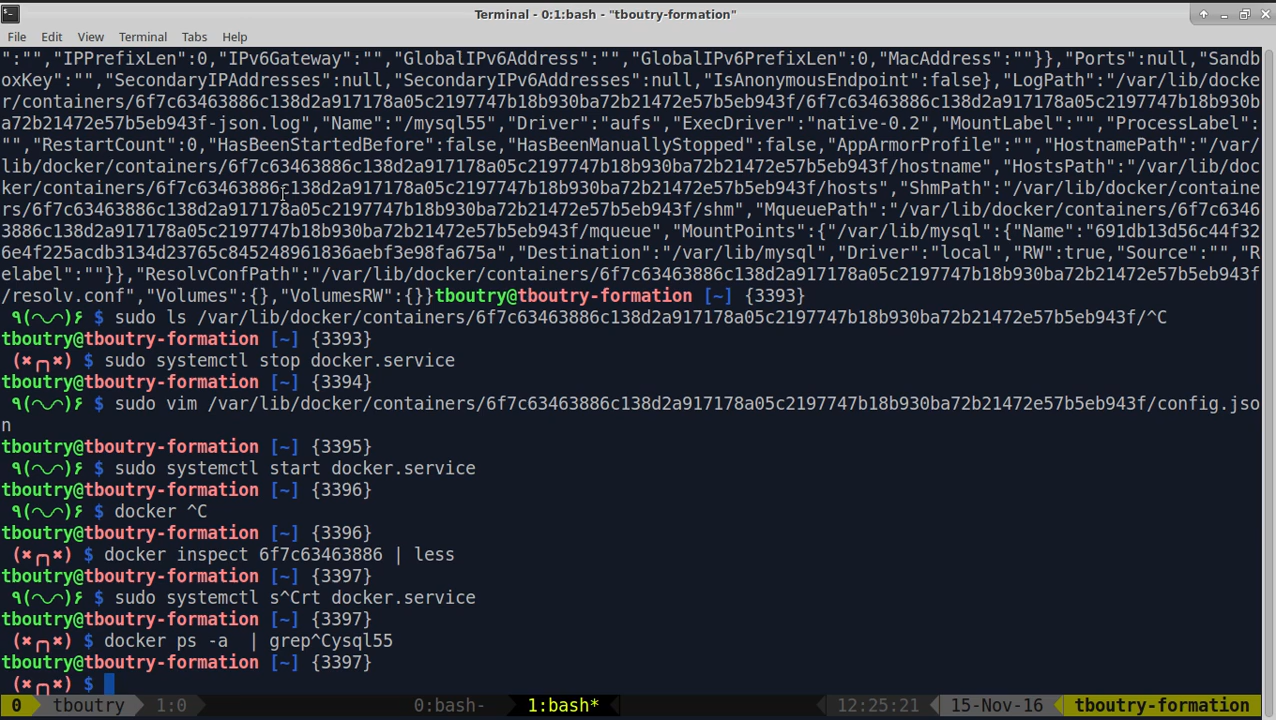 Terminal - 0:1:bash - "tboutry-formation"
File Edit View Terminal Tabs Help
":"","IPPrefixLen":0,"IPv6Gateway":"","GlobalIPv6Address":"","GlobalIPv6PrefixLen":0,"MacAddress":""}},"Ports":null,"Sandb
oxKey":"","SecondaryIPAddresses":null,"SecondaryIPv6Addresses":null,"IsAnonymousEndpoint":false},"LogPath":"/var/lib/docke
r/containers/6f7c63463886c138d2a917178a05c2197747b18b930ba72b21472e57b5eb943f/6f7c63463886c138d2a917178a05c2197747b18b930b
a72b21472e57b5eb943f-json.log","Name":"/mysql55","Driver":"aufs","ExecDriver":"native-0.2","MountLabel":"","ProcessLabel":
"","RestartCount":0,"HasBeenStartedBefore":false,"HasBeenManuallyStopped":false,"AppArmorProfile":"","HostnamePath":"/var/
lib/docker/containers/6f7c63463886c138d2a917178a05c2197747b18b930ba72b21472e57b5eb943f/hostname","HostsPath":"/var/lib/doc
ker/containers/6f7c63463886c138d2a917178a05c2197747b18b930ba72b21472e57b5eb943f/hosts","ShmPath":"/var/lib/docker/containe
rs/6f7c63463886c138d2a917178a05c2197747b18b930ba72b21472e57b5eb943f/shm","MqueuePath":"/var/lib/docker/containers/6f7c6346
3886c138d2a917178a05c2197747b18b930ba72b21472e57b5eb943f/mqueue","MountPoints":{"/var/lib/mysql":{"Name":"691db13d56c44f32
6e4f225acdb3134d23765c845248961836aebf3e98fa675a","Destination":"/var/lib/mysql","Driver":"local","RW":true,"Source":"","R
elabel":""}},"ResolvConfPath":"/var/lib/docker/containers/6f7c63463886c138d2a917178a05c2197747b18b930ba72b21472e57b5eb943f
/resolv.conf","Volumes":{},"VolumesRW":{}}tboutry@tboutry-formation [~] {3393}
٩(◠◡◠)۶ $ sudo ls /var/lib/docker/containers/6f7c63463886c138d2a917178a05c2197747b18b930ba72b21472e57b5eb943f/^C
tboutry@tboutry-formation [~] {3393}
(✖╭╮✖) $ sudo systemctl stop docker.service
tboutry@tboutry-formation [~] {3394}
٩(◠◡◠)۶ $ sudo vim /var/lib/docker/containers/6f7c63463886c138d2a917178a05c2197747b18b930ba72b21472e57b5eb943f/config.jso
n
tboutry@tboutry-formation [~] {3395}
٩(◠◡◠)۶ $ sudo systemctl start docker.service
tboutry@tboutry-formation [~] {3396}
٩(◠◡◠)۶ $ docker ^C
tboutry@tboutry-formation [~] {3396}
(✖╭╮✖) $ docker inspect 6f7c63463886 | less
tboutry@tboutry-formation [~] {3397}
٩(◠◡◠)۶ $ sudo systemctl s^Crt docker.service
tboutry@tboutry-formation [~] {3397}
(✖╭╮✖) $ docker ps -a  | grep^Cysql55
tboutry@tboutry-formation [~] {3397}
(✖╭╮✖) $
0 tboutry 1:0 0:bash- 1:bash* 12:25:21 15-Nov-16 tboutry-formation